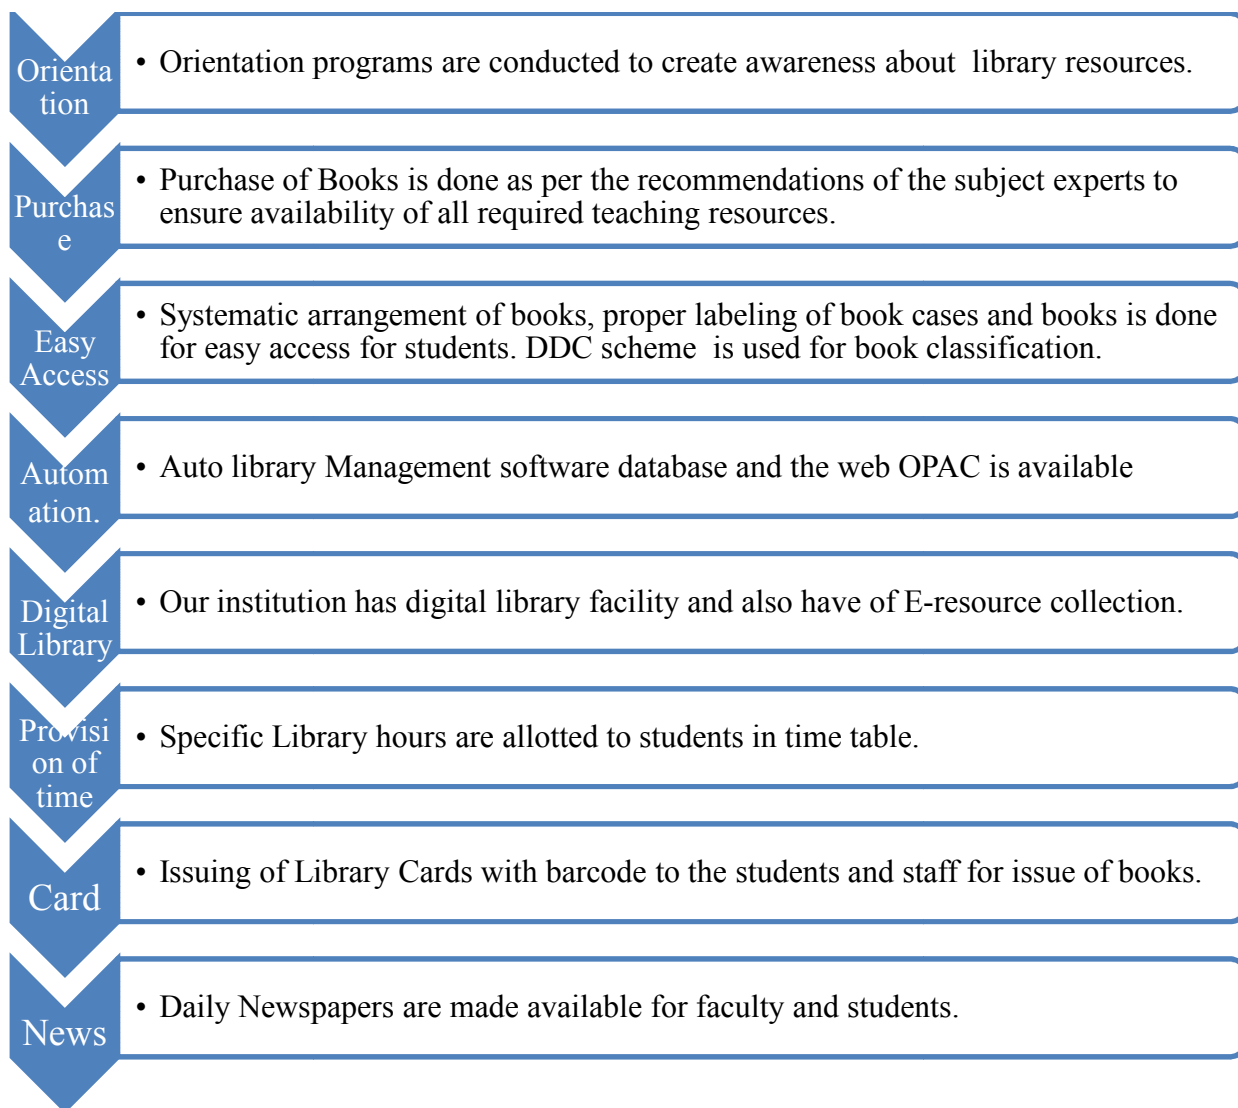 Orienta
tion
• Orientation programs are conducted to create awareness about  library resources.
Purchas
e
• Purchase of Books is done as per the recommendations of the subject experts to
ensure availability of all required teaching resources.
Easy
Access
• Systematic arrangement of books, proper labeling of book cases and books is done
for easy access for students. DDC scheme  is used for book classification.
Autom
ation.
• Auto library Management software database and the web OPAC is available
Digital
Library
• Our institution has digital library facility and also have of E-resource collection.
Provisi
on of
time
• Specific Library hours are allotted to students in time table.
Card
• Issuing of Library Cards with barcode to the students and staff for issue of books.
News
• Daily Newspapers are made available for faculty and students.